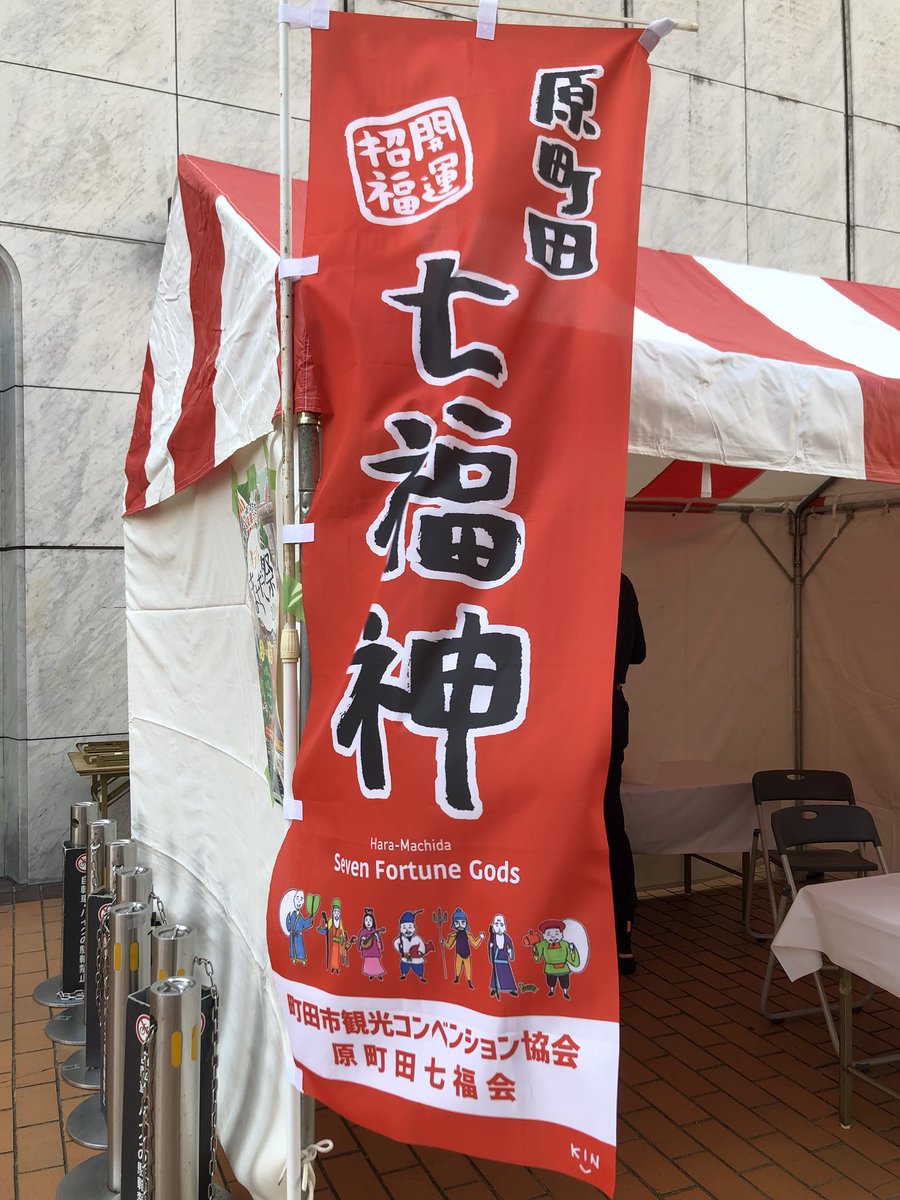 原町田
開運
招福
七福神
Hara-Machida
Seven Fortune Gods
町田市観光コンベンション協会
原町田七福会
KIN